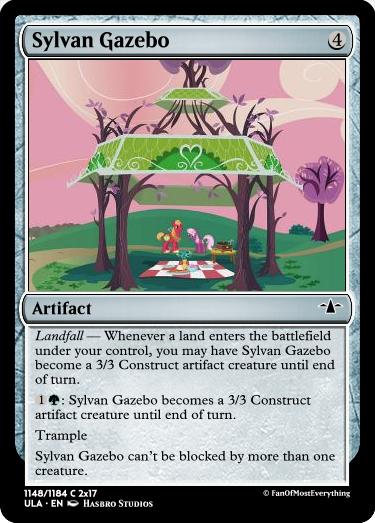 Sylvan Gazebo 4
Artifact
Landfall — Whenever a land enters the battlefield
under your control, you may have Sylvan Gazebo
become a 3/3 Construct artifact creature until end
of turn.
1 : Sylvan Gazebo becomes a 3/3 Construct
artifact creature until end of turn.
Trample
Sylvan Gazebo can't be blocked by more than one
creature.
1148/1184 C 2x17
ULA • EN Hasbro Studios
© FanOfMostEverything